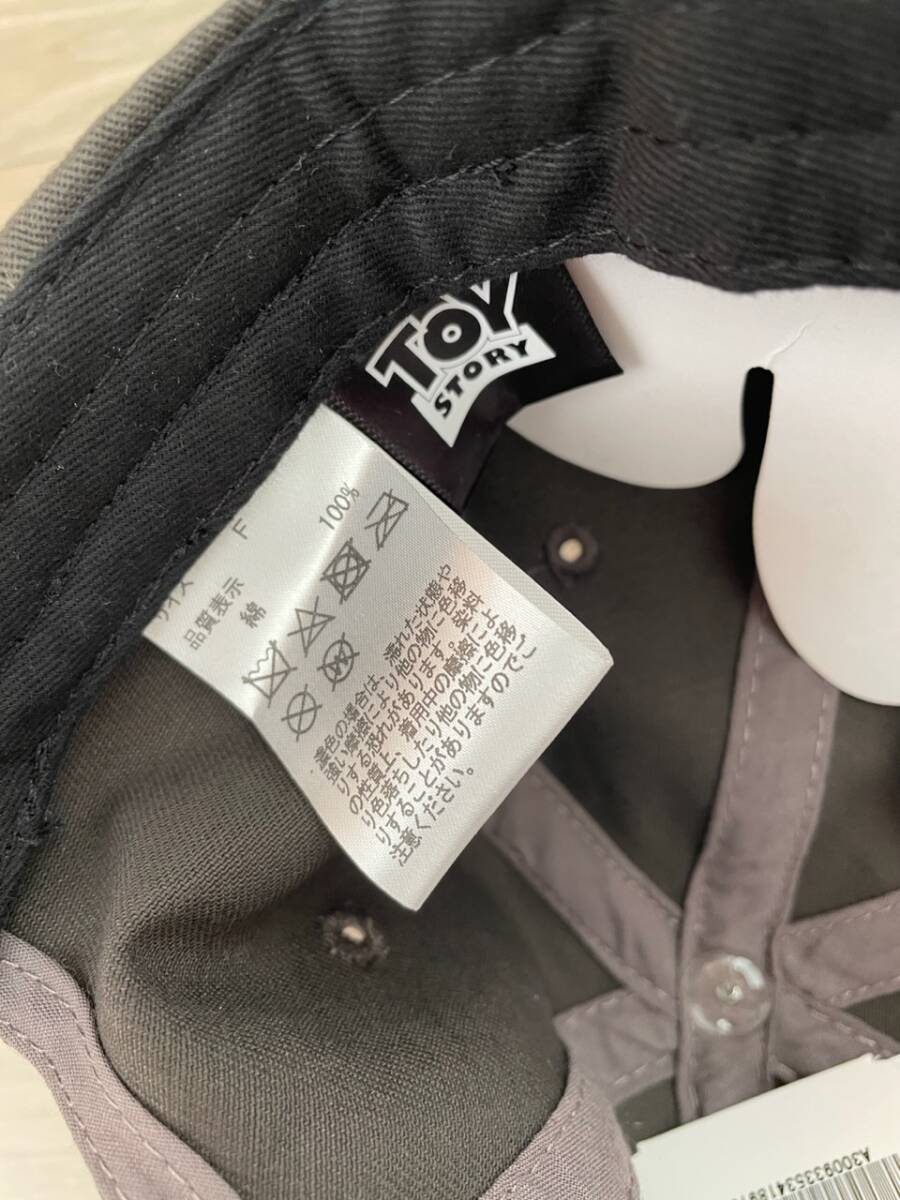 TOY
STORY
サイズ F
品質表示
綿 100%
着色の場合は、濡れた状態や
強い摩擦により他の物に色移
りする恐れがあります。染料
の性質上、着用中の摩擦によ
り色落ちしたり他の物に色移
りすることがありますのでご
注意ください。